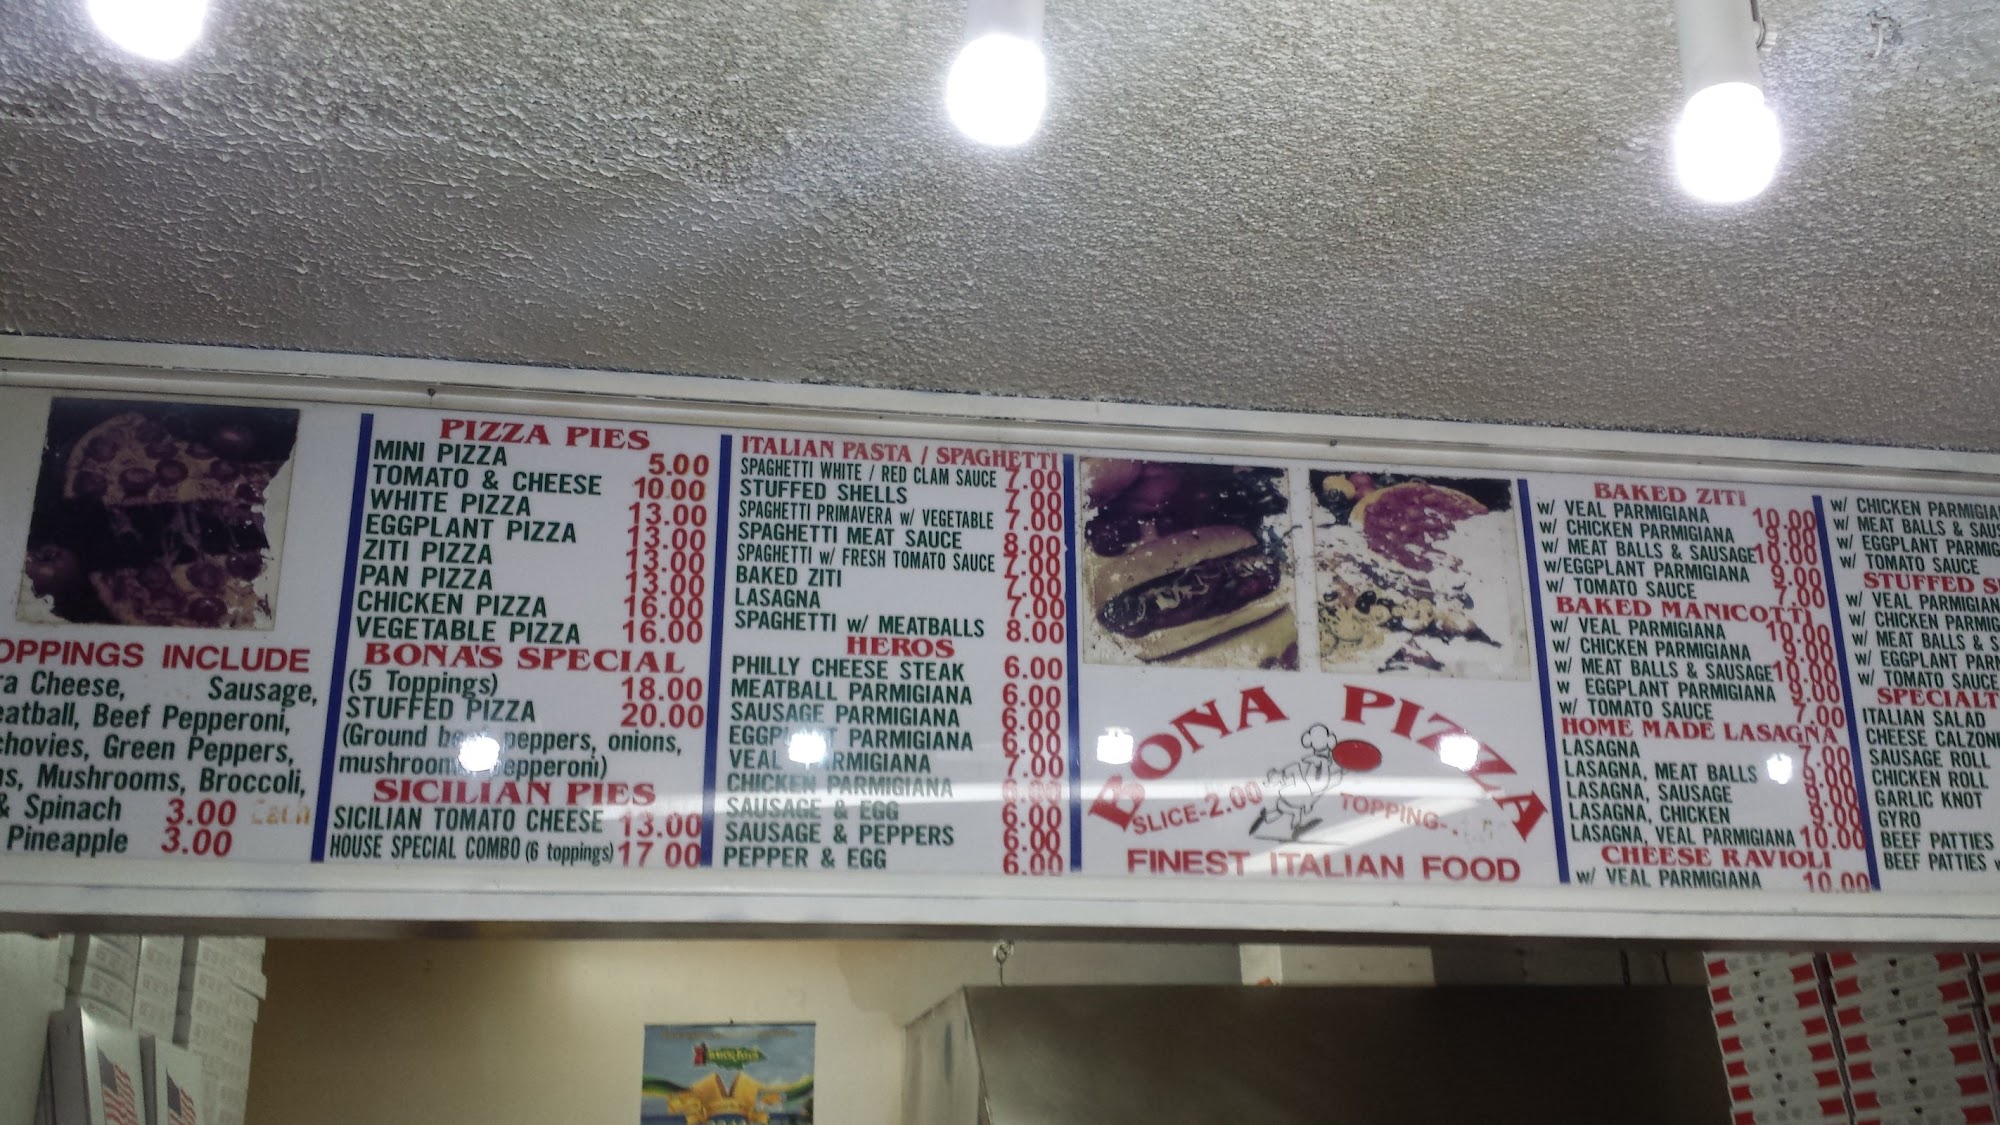 OPPINGS INCLUDE
ra Cheese, Sausage,
eatball, Beef Pepperoni,
chovies, Green Peppers,
ns, Mushrooms, Broccoli,
& Spinach 3.00 Each
Pineapple 3.00
PIZZA PIES
MINI PIZZA 5.00
TOMATO & CHEESE 10.00
WHITE PIZZA 13.00
EGGPLANT PIZZA 13.00
ZITI PIZZA 13.00
PAN PIZZA 13.00
CHICKEN PIZZA 16.00
VEGETABLE PIZZA 16.00
BONA'S SPECIAL
(5 Toppings) 18.00
STUFFED PIZZA 20.00
(Ground beef, peppers, onions,
mushrooms, pepperoni)
SICILIAN PIES
SICILIAN TOMATO CHEESE 13.00
HOUSE SPECIAL COMBO (6 toppings) 17 00
ITALIAN PASTA / SPAGHETTI
SPAGHETTI WHITE / RED CLAM SAUCE 7.00
STUFFED SHELLS 7.00
SPAGHETTI PRIMAVERA w/ VEGETABLE 7.00
SPAGHETTI MEAT SAUCE 8.00
SPAGHETTI w/ FRESH TOMATO SAUCE 7.00
BAKED ZITI 7.00
LASAGNA 7.00
SPAGHETTI w/ MEATBALLS 8.00
HEROS
PHILLY CHEESE STEAK 6.00
MEATBALL PARMIGIANA 6.00
SAUSAGE PARMIGIANA 6.00
EGGPLANT PARMIGIANA 6.00
VEAL PARMIGIANA 7.00
CHICKEN PARMIGIANA 6.00
SAUSAGE & EGG 6.00
SAUSAGE & PEPPERS 6.00
PEPPER & EGG 6.00
BONA PIZZA
SLICE-2.00 TOPPING-.
FINEST ITALIAN FOOD
BAKED ZITI
w/ VEAL PARMIGIANA 10.00
w/ CHICKEN PARMIGIANA 9.00
w/ MEAT BALLS & SAUSAGE 10.00
w/EGGPLANT PARMIGIANA 9.00
w/ TOMATO SAUCE 7.00
BAKED MANICOTTI
w/ VEAL PARMIGIANA 10.00
w/ CHICKEN PARMIGIANA 9.00
w/ MEAT BALLS & SAUSAGE 10.00
w EGGPLANT PARMIGIANA 9.00
w/ TOMATO SAUCE 7.00
HOME MADE LASAGNA
LASAGNA 7.00
LASAGNA, MEAT BALLS 9.00
LASAGNA, SAUSAGE 9.00
LASAGNA, CHICKEN 9.00
LASAGNA, VEAL PARMIGIANA 10.00
CHEESE RAVIOLI
w/ VEAL PARMIGIANA 10.00
w/ CHICKEN PARMIGIA
w/ MEAT BALLS & SAUS
w/ EGGPLANT PARMIG
w/ TOMATO SAUCE
STUFFED S
w/ VEAL PARMIGIAN
w/ CHICKEN PARMIG
w/ MEAT BALLS & S
w/ EGGPLANT PARM
w/ TOMATO SAUCE
SPECIALT
ITALIAN SALAD
CHEESE CALZON
SAUSAGE ROLL
CHICKEN ROLL
GARLIC KNOT
GYRO
BEEF PATTIES
BEEF PATTIES